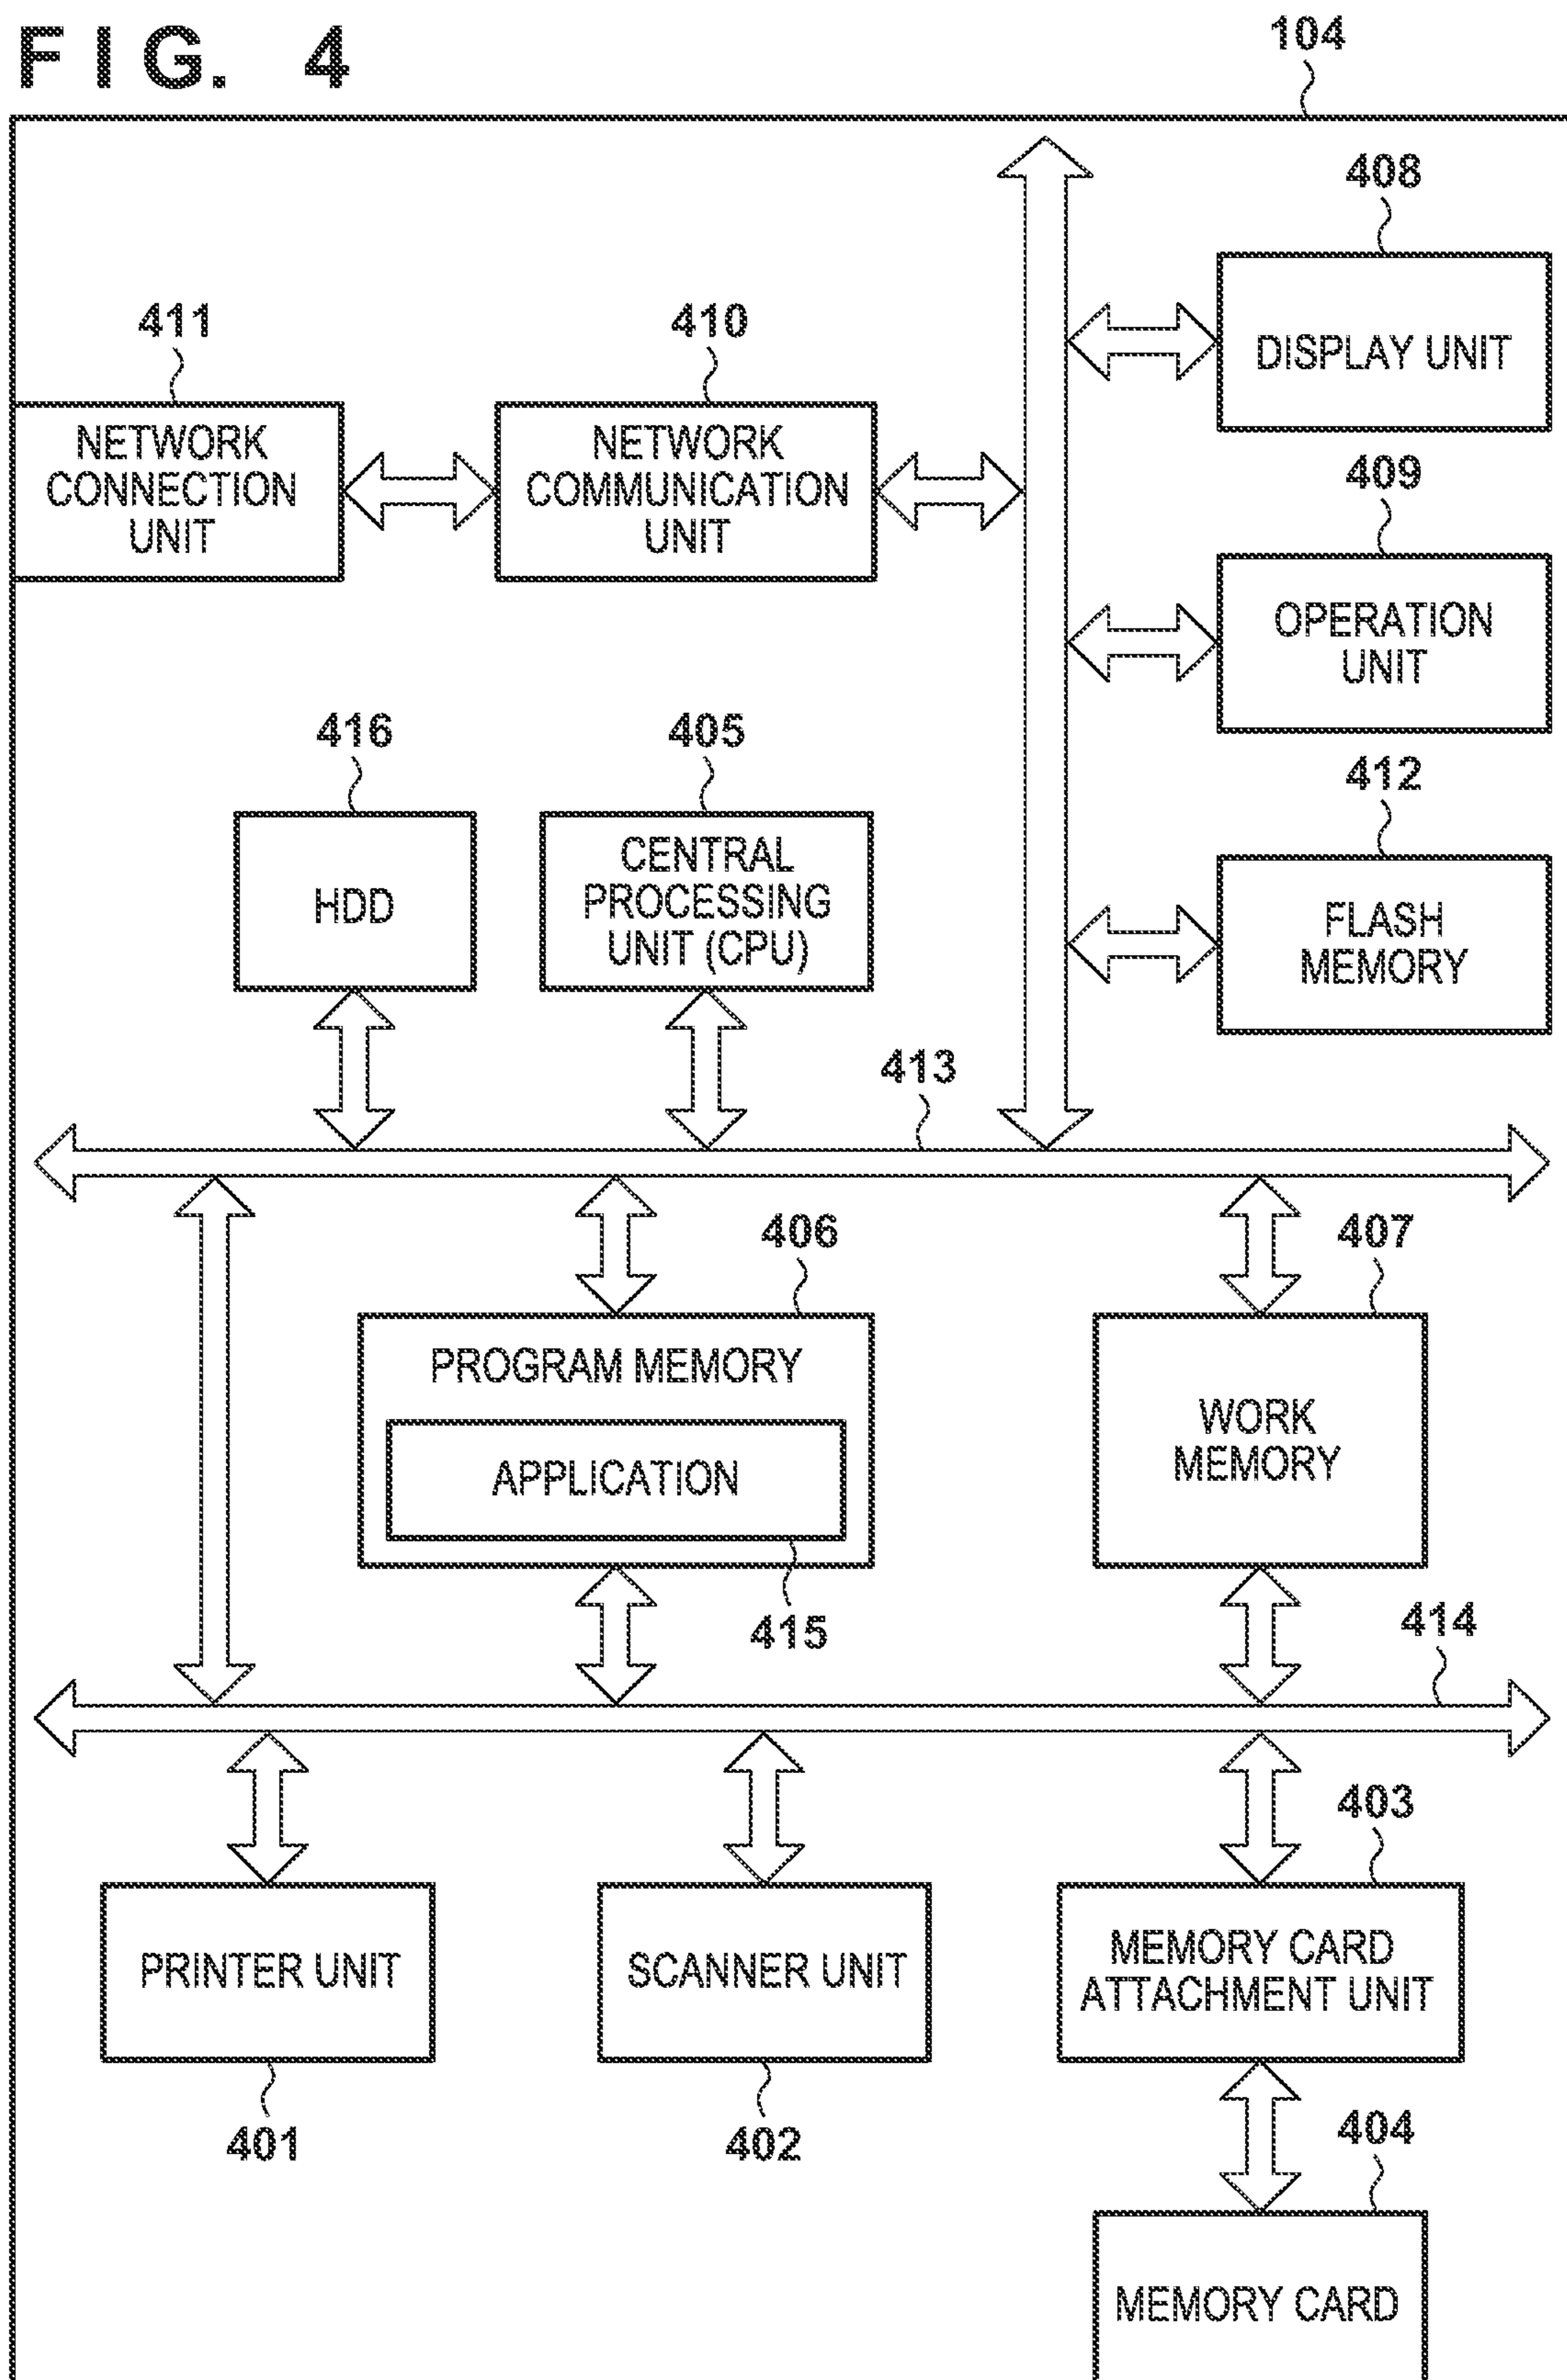 FIG. 4
104
408
DISPLAY UNIT
411
410
NETWORK
CONNECTION
UNIT
NETWORK
COMMUNICATION
UNIT
409
OPERATION
UNIT
416
405
412
HDD
CENTRAL
PROCESSING
UNIT (CPU)
FLASH
MEMORY
413
406
407
PROGRAM MEMORY
APPLICATION
WORK
MEMORY
415
414
403
PRINTER UNIT
SCANNER UNIT
MEMORY CARD
ATTACHMENT UNIT
401
402
404
MEMORY CARD